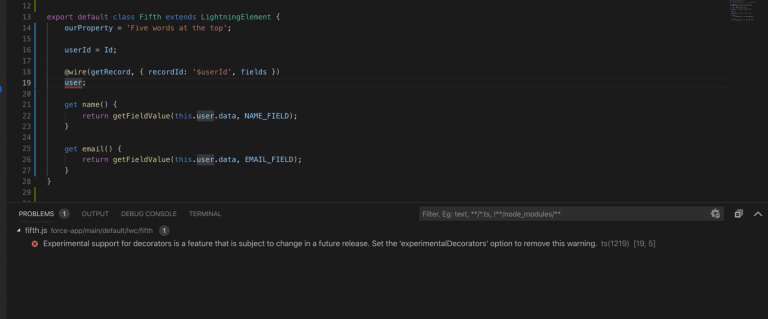 12
13 export default class Fifth extends LightningElement {
14 ourProperty = 'Five words at the top';
15
16 userId = Id;
17
18 @wire(getRecord, { recordId: '$userId', fields })
19 user;
20
21 get name() {
22 return getFieldValue(this.user.data, NAME_FIELD);
23 }
24
25 get email() {
26 return getFieldValue(this.user.data, EMAIL_FIELD);
27 }
28 }
29
PROBLEMS 1 OUTPUT DEBUG CONSOLE TERMINAL Filter. Eg: text, **/*.ts, !**/node_modules/**
fifth.js force-app/main/default/lwc/fifth 1
Experimental support for decorators is a feature that is subject to change in a future release. Set the 'experimentalDecorators' option to remove this warning. ts(1219) [19, 5]